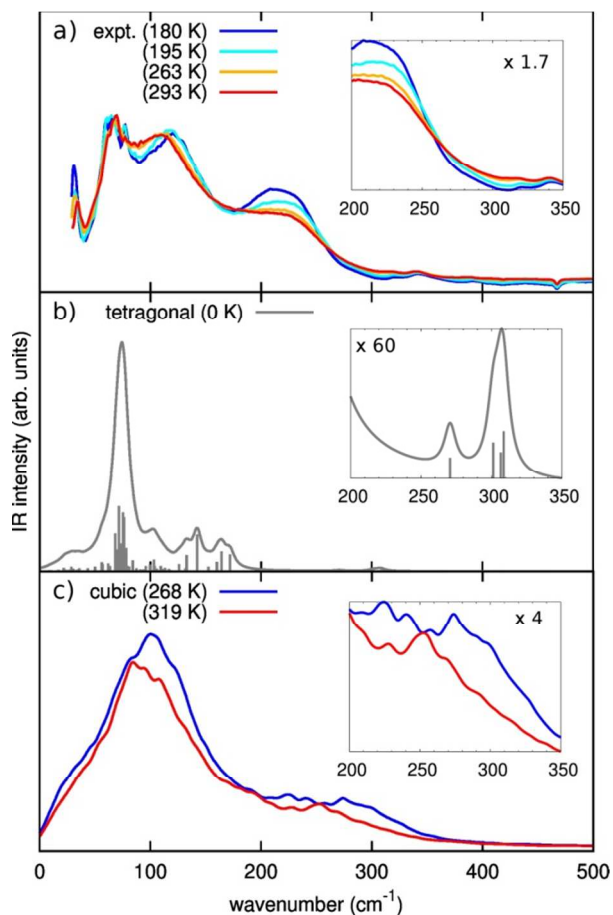 a) expt. (180 K)
(195 K)
(263 K)
(293 K)
x 1.7
200 250 300 350
b) tetragonal (0 K)
x 60
200 250 300 350
IR intensity (arb. units)
c) cubic (268 K)
(319 K)
x 4
200 250 300 350
0 100 200 300 400 500
wavenumber (cm⁻¹)